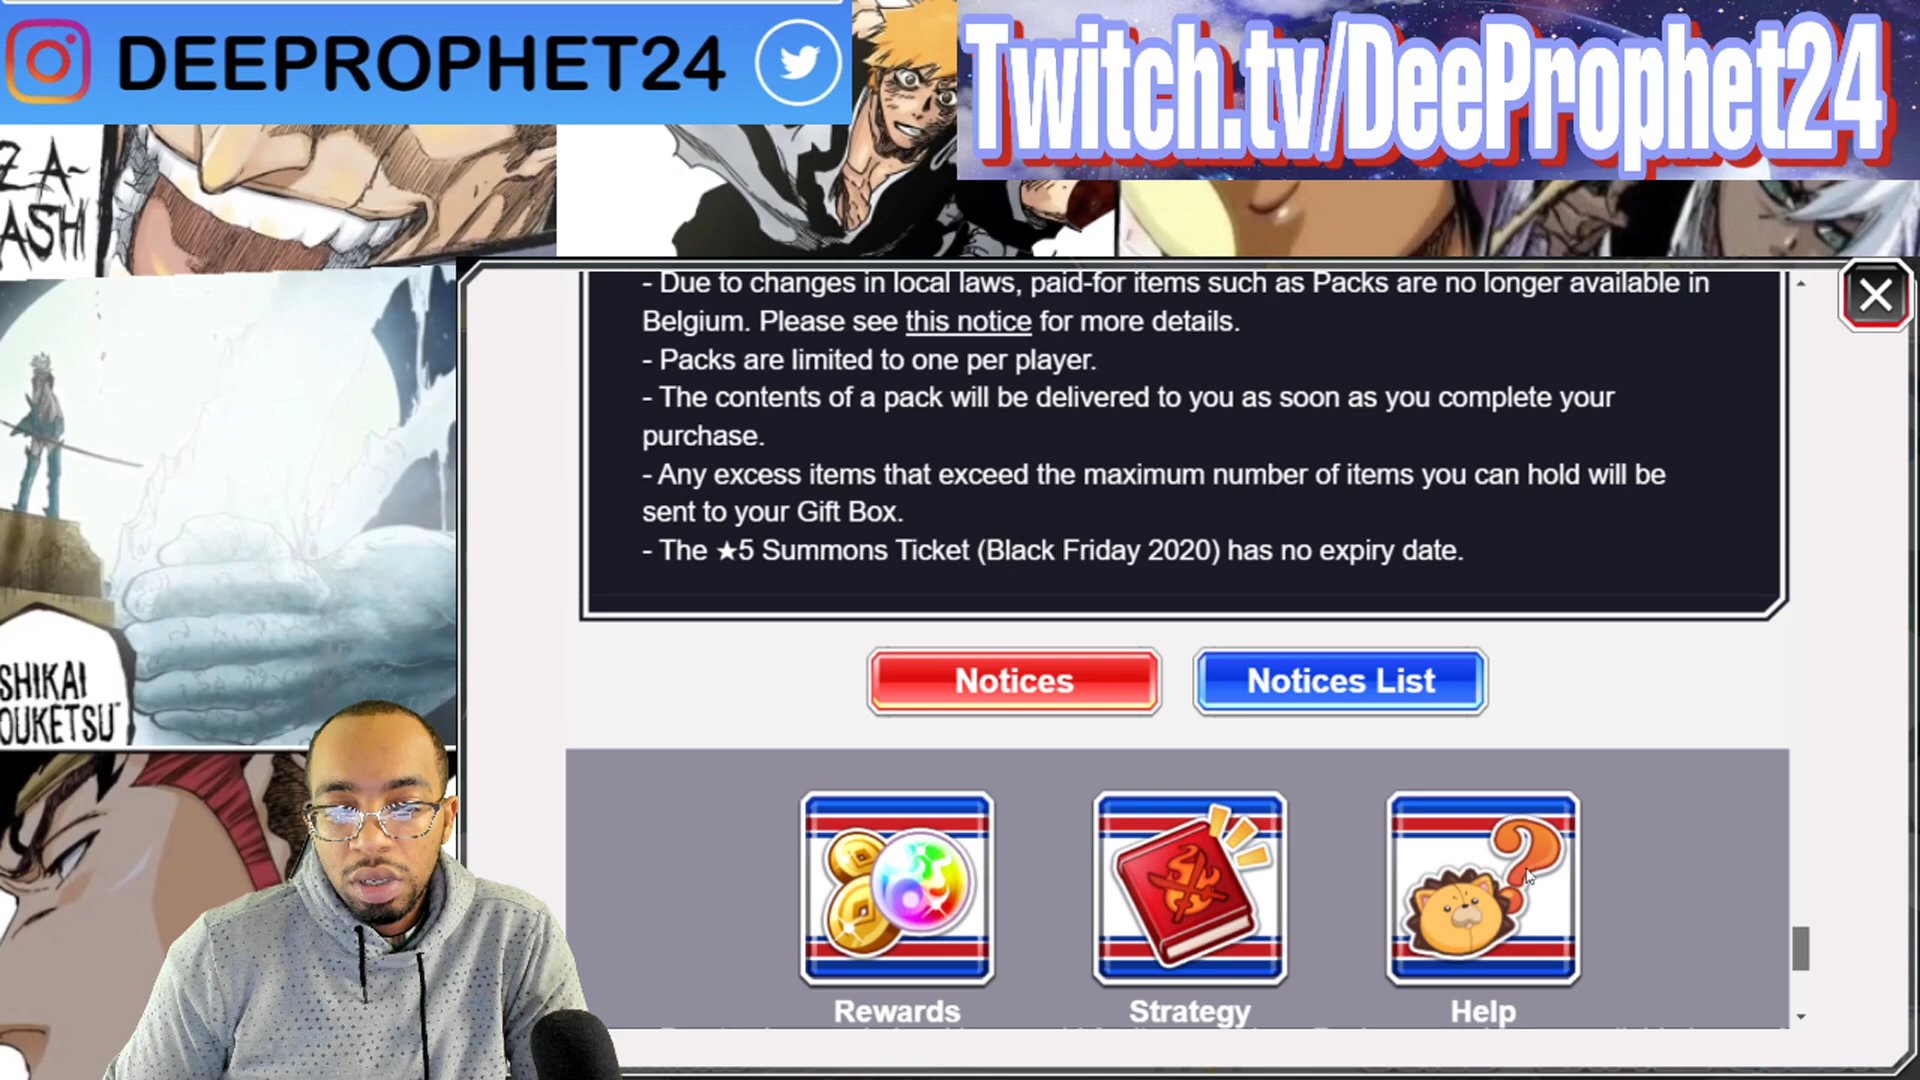 DEEPROPHET24
Twitch.tv/DeeProphet24
ZA-
ASH
- Due to changes in local laws, paid-for items such as Packs are no longer available in
Belgium. Please see this notice for more details.
- Packs are limited to one per player.
- The contents of a pack will be delivered to you as soon as you complete your
purchase.
- Any excess items that exceed the maximum number of items you can hold will be
sent to your Gift Box.
- The ★5 Summons Ticket (Black Friday 2020) has no expiry date.
SHIKAI
OUKETSU
Notices
Notices List
Rewards
Strategy
Help